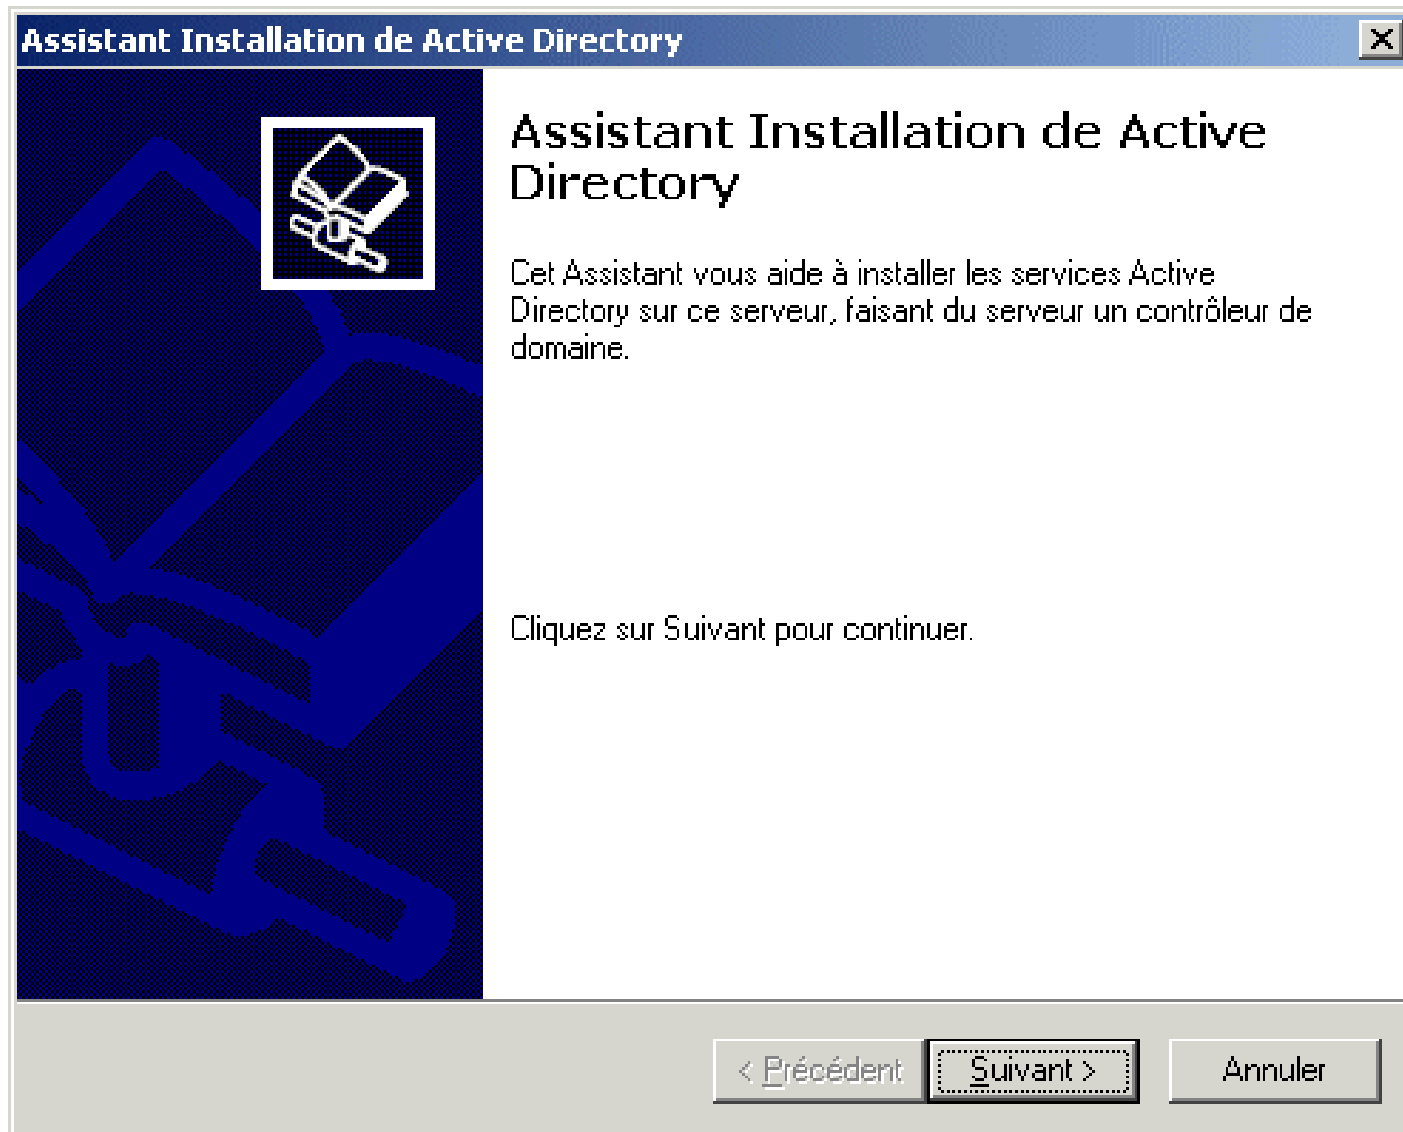 Assistant Installation de Active Directory
Assistant Installation de Active
Directory
Cet Assistant vous aide à installer les services Active
Directory sur ce serveur, faisant du serveur un contrôleur de
domaine.
Cliquez sur Suivant pour continuer.
< Précédent
Suivant >
Annuler